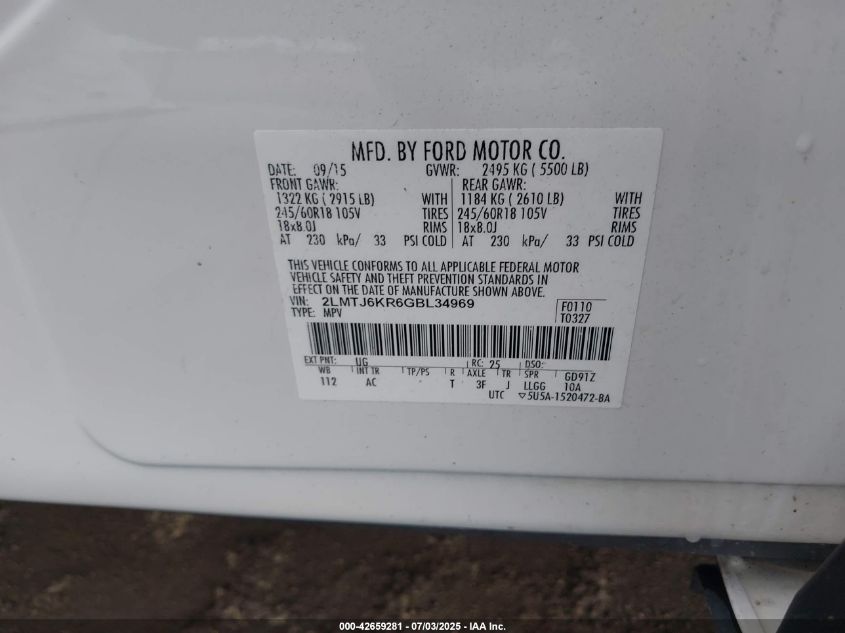 MFD. BY FORD MOTOR CO.
DATE: 09/15 GVWR: 2495 KG ( 5500 LB)
FRONT GAWR: REAR GAWR:
1322 KG ( 2915 LB) WITH 1184 KG ( 2610 LB) WITH
245/60R18 105V TIRES 245/60R18 105V TIRES
18x8.0J RIMS 18x8.0J RIMS
AT 230 kPa/ 33 PSI COLD AT 230 kPa/ 33 PSI COLD
THIS VEHICLE CONFORMS TO ALL APPLICABLE FEDERAL MOTOR
VEHICLE SAFETY AND THEFT PREVENTION STANDARDS IN
EFFECT ON THE DATE OF MANUFACTURE SHOWN ABOVE.
VIN: 2LMTJ6KR6GBL34969 F0110
TYPE: MPV T0327
EXT PNT: UG RC: 25 DSO:
WB INT TR TP/PS R AXLE TR SPR GD91Z
112 AC T 3F J LLGG 10A
UTC ▽5U5A-1520472-BA
000-42659281 - 07/03/2025 - IAA Inc.